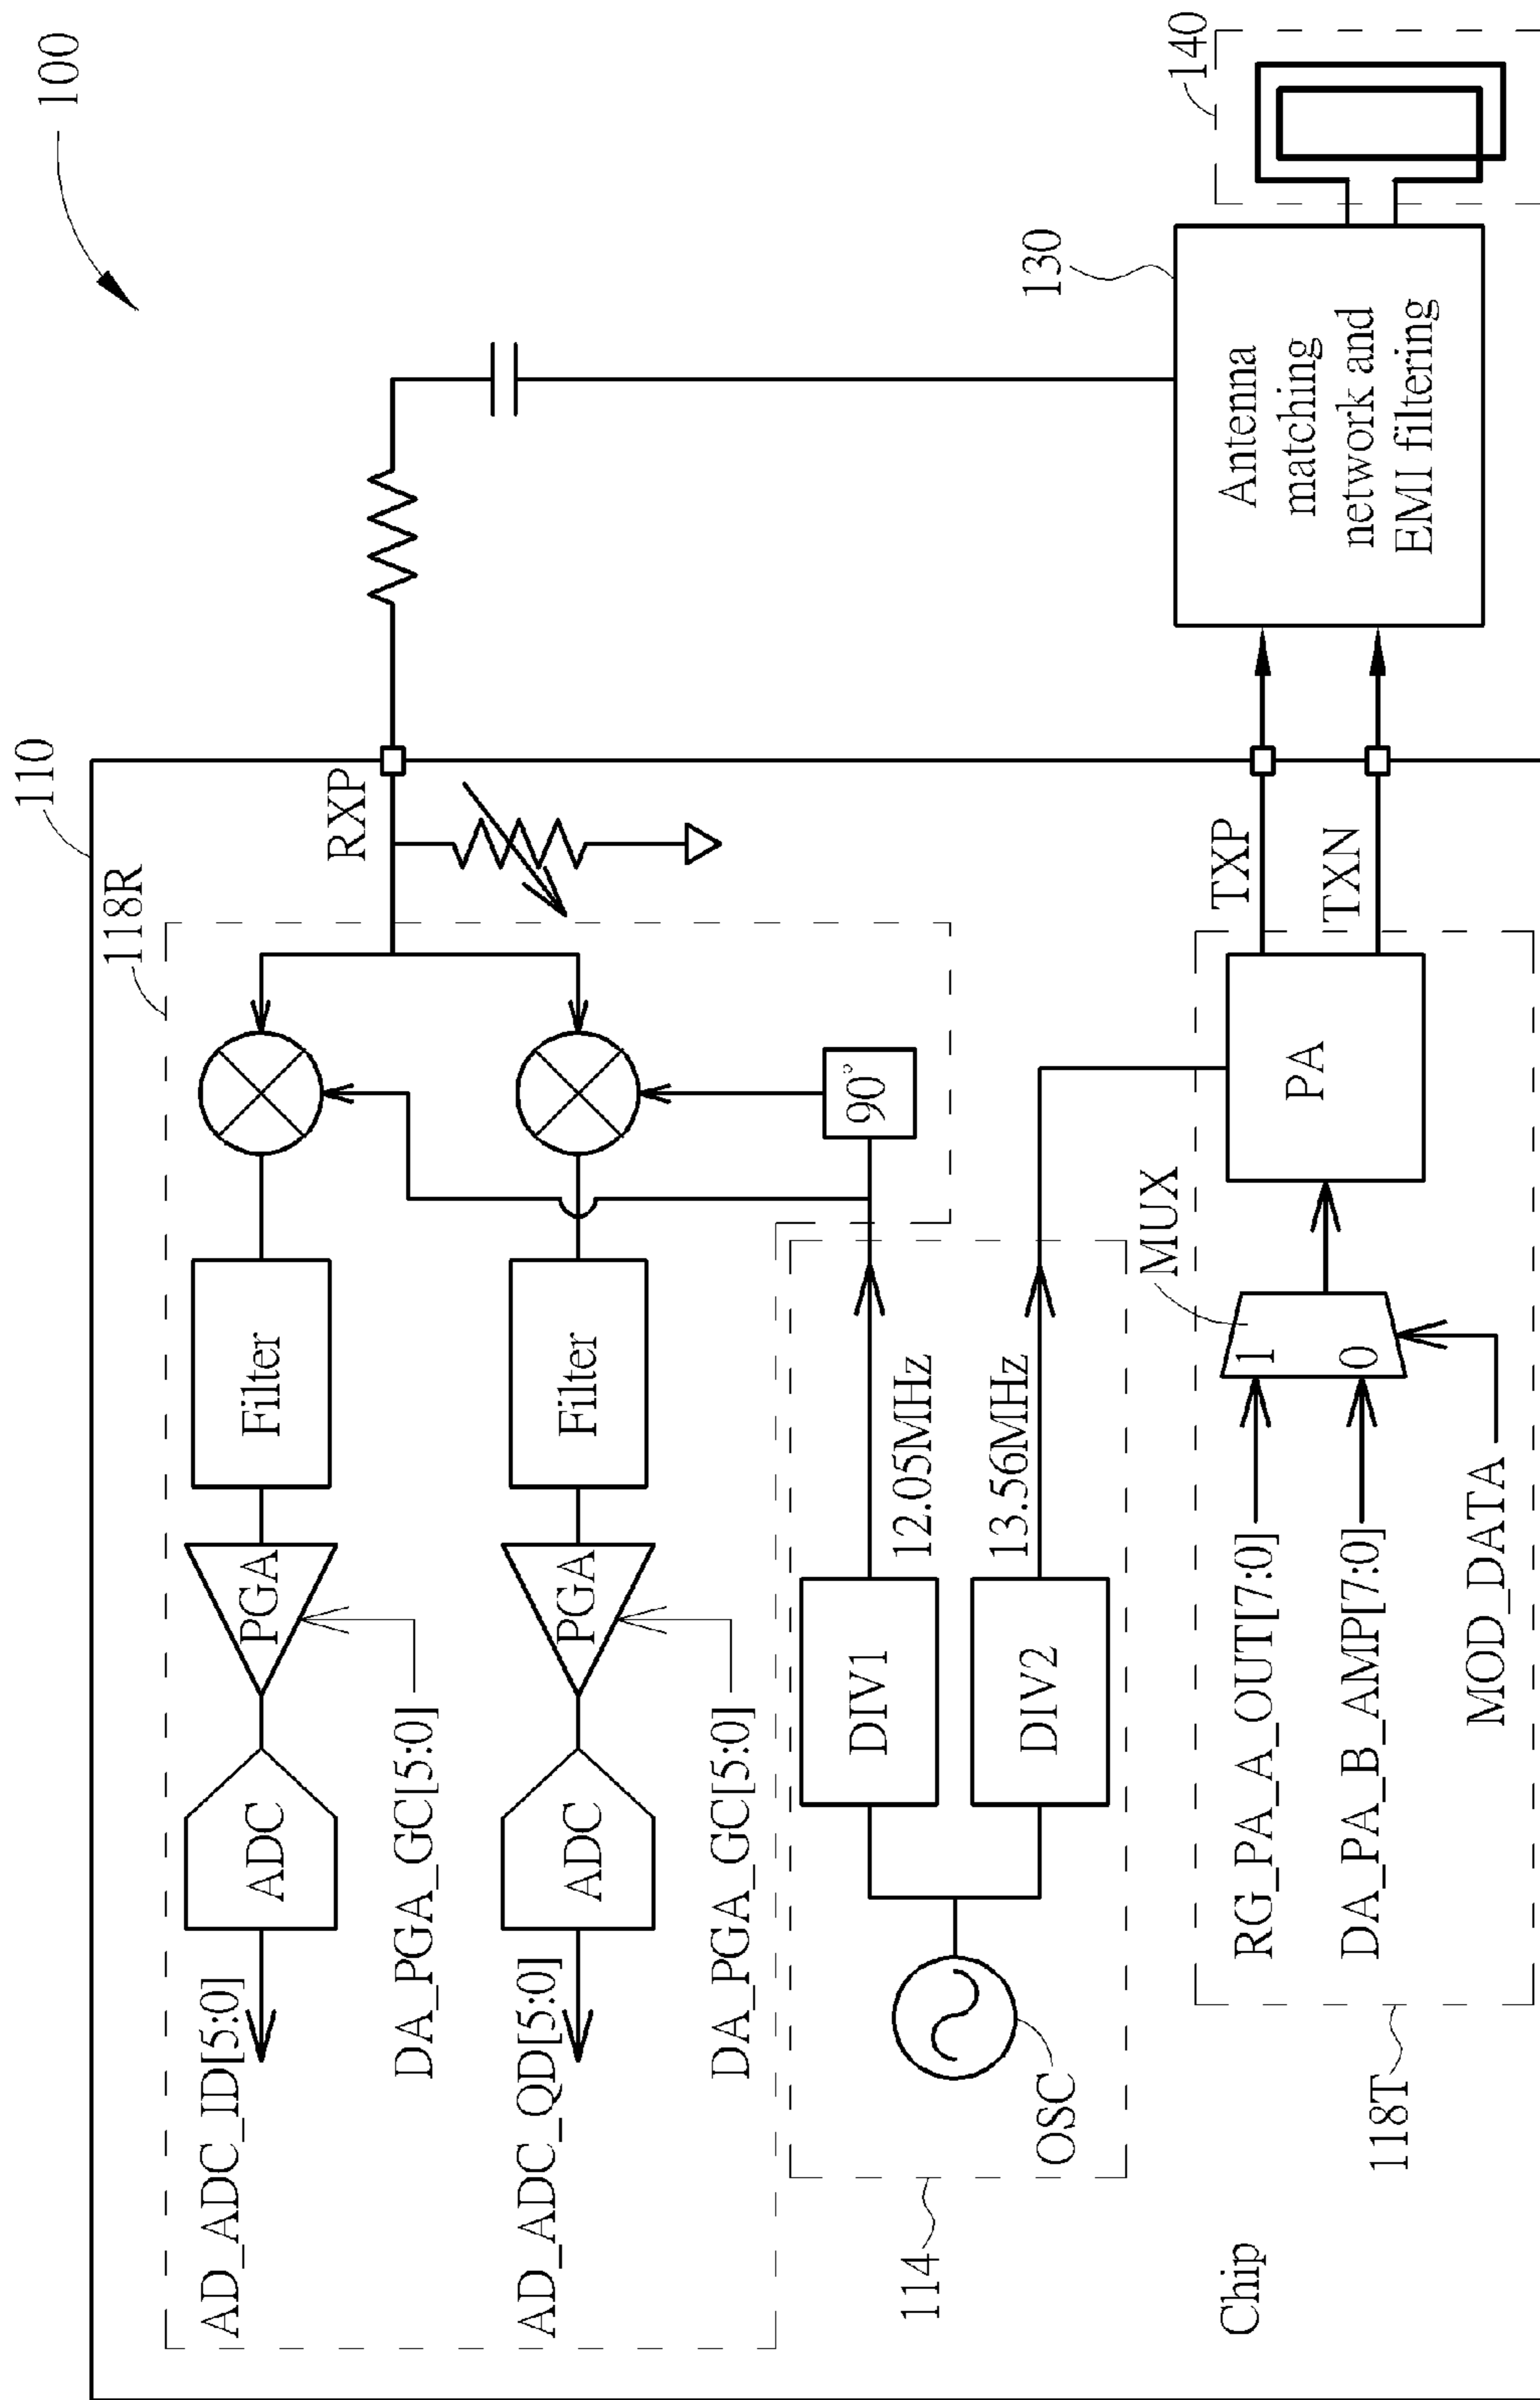 100
110
118R
RXP
AD_ADC_ID[5:0]
ADC
PGA
Filter
DA_PGA_GC[5:0]
AD_ADC_QD[5:0]
ADC
PGA
Filter
DA_PGA_GC[5:0]
90°
114
OSC
DIV1
12.05MHz
DIV2
13.56MHz
Chip
118T
RG_PA_A_OUT[7:0]
DA_PA_B_AMP[7:0]
MOD_DATA
1
0
MUX
PA
TXP
TXN
130
Antenna
matching
network and
EMI filtering
140